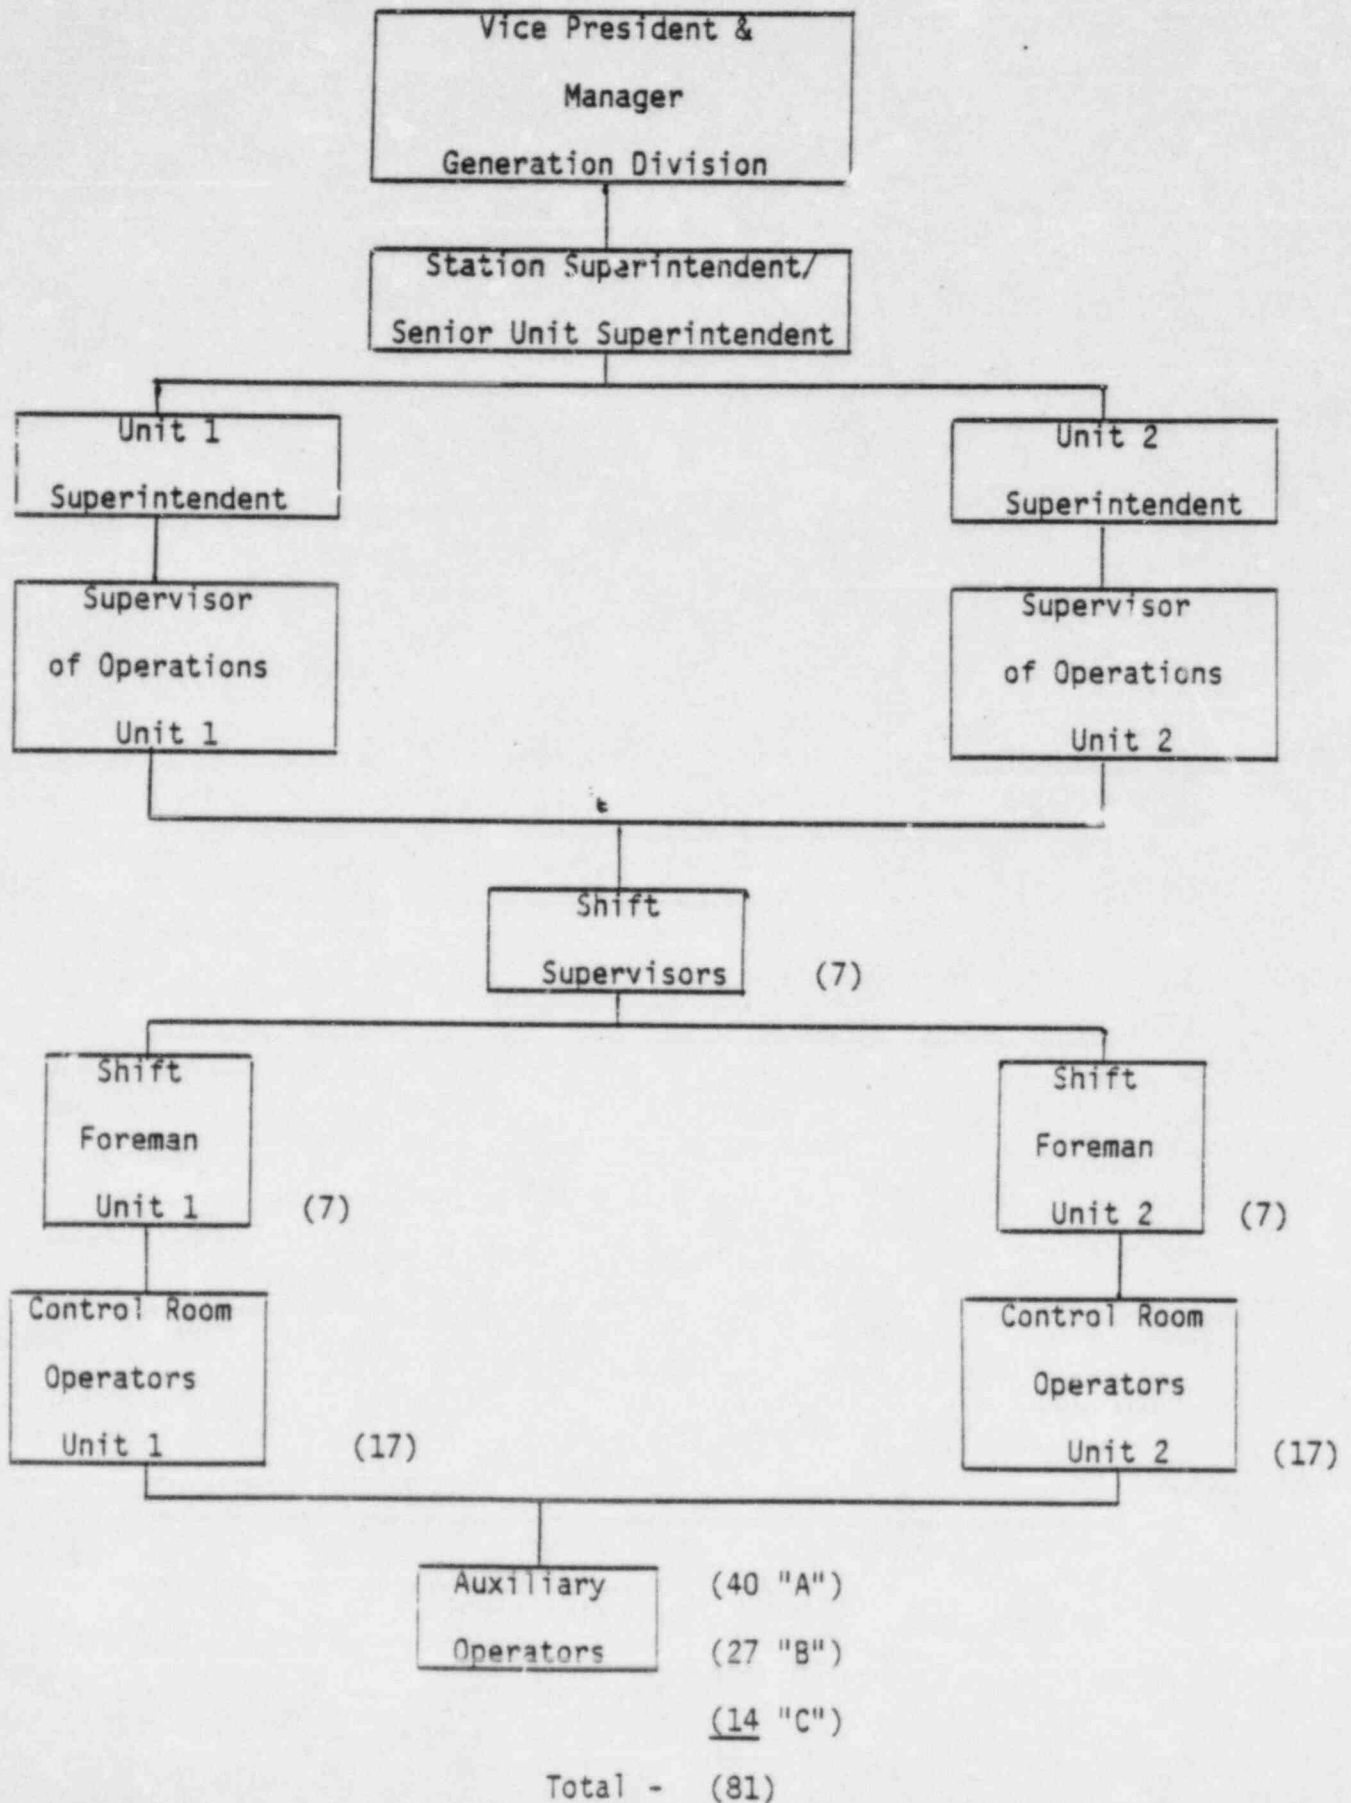 Vice President &
Manager
Generation Division
Station Superintendent/
Senior Unit Superintendent
Unit 1
Superintendent
Unit 2
Superintendent
Supervisor
of Operations
Unit 1
Supervisor
of Operations
Unit 2
Shift
Supervisors (7)
Shift
Foreman
Unit 1 (7)
Shift
Foreman
Unit 2 (7)
Control Room
Operators
Unit 1 (17)
Control Room
Operators
Unit 2 (17)
Auxiliary (40 "A")
Operators (27 "B")
(14 "C")
Total - (81)